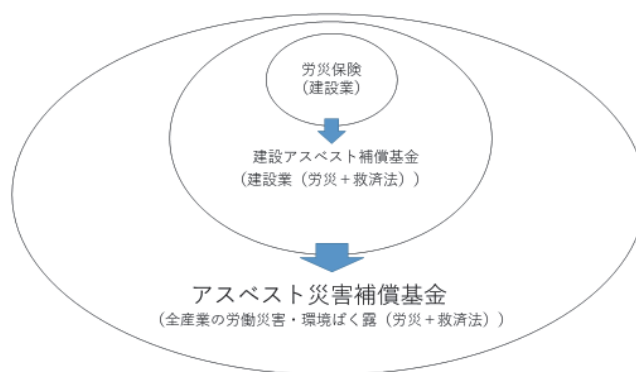 労災保険
(建設業)
建設アスベスト補償基金
(建設業（労災＋救済法）)
アスベスト災害補償基金
(全産業の労働災害・環境ばく露（労災＋救済法）)